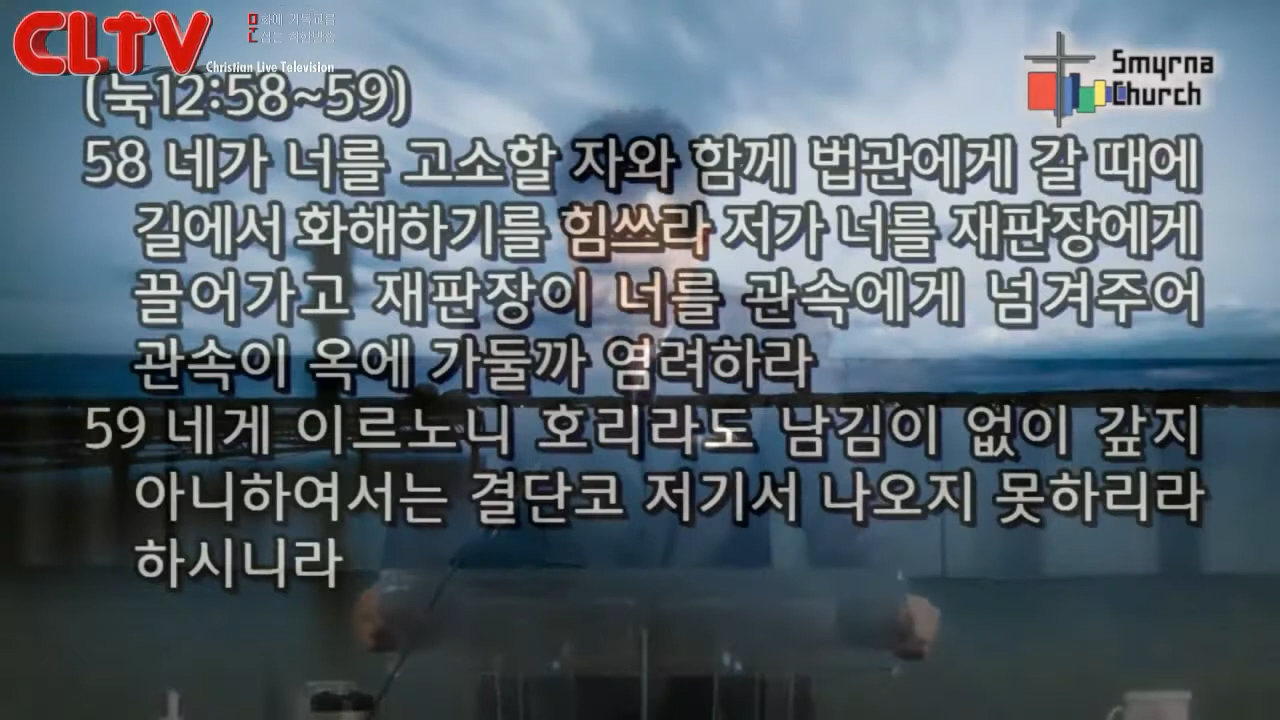 CLTV
Christian Live Television
Smyrna
Church
(눅12:58~59)
58 네가 너를 고소할 자와 함께 법관에게 갈 때에
길에서 화해하기를 힘쓰라 저가 너를 재판장에게
끌어가고 재판장이 너를 관속에게 넘겨주어
관속이 옥에 가둘까 염려하라
59 네게 이르노니 호리라도 남김이 없이 갚지
아니하여서는 결단코 저기서 나오지 못하리라
하시니라